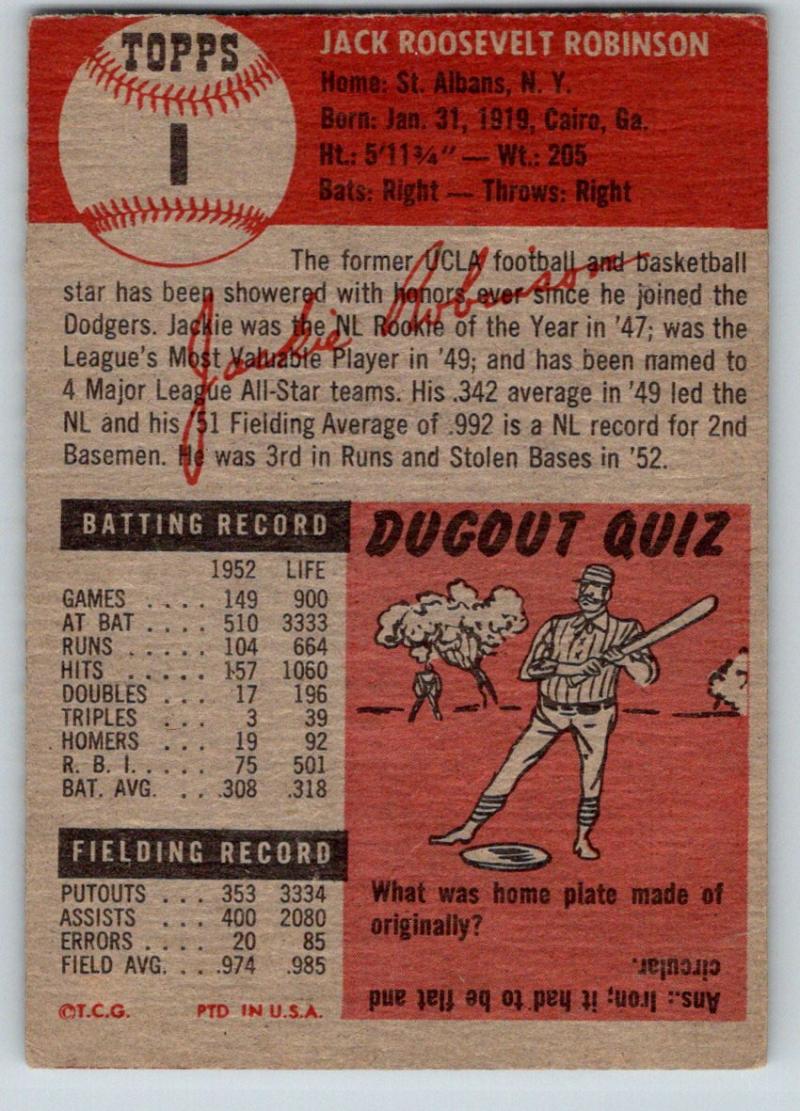 TOPPS
1
JACK ROOSEVELT ROBINSON
Home: St. Albans, N. Y.
Born: Jan. 31, 1919, Cairo, Ga.
Ht.: 5'11¾" — Wt.: 205
Bats: Right — Throws: Right
The former UCLA football and basketball
star has been showered with honors ever since he joined the
Dodgers. Jackie was the NL Rookie of the Year in '47; was the
League's Most Valuable Player in '49; and has been named to
4 Major League All-Star teams. His .342 average in '49 led the
NL and his '51 Fielding Average of .992 is a NL record for 2nd
Basemen. He was 3rd in Runs and Stolen Bases in '52.
Jackie Robinson
BATTING RECORD
1952 LIFE
GAMES . . . . 149 900
AT BAT . . . . 510 3333
RUNS . . . . . 104 664
HITS . . . . . 157 1060
DOUBLES . . . 17 196
TRIPLES . . . 3 39
HOMERS . . . 19 92
R. B. I. . . . . 75 501
BAT. AVG. . . .308 .318
FIELDING RECORD
PUTOUTS . . . 353 3334
ASSISTS . . . 400 2080
ERRORS . . . . 20 85
FIELD AVG. . . .974 .985
©T.C.G. PTD IN U.S.A.
DUGOUT QUIZ
What was home plate made of
originally?
Ans.: Iron; it had to be flat and
circular.